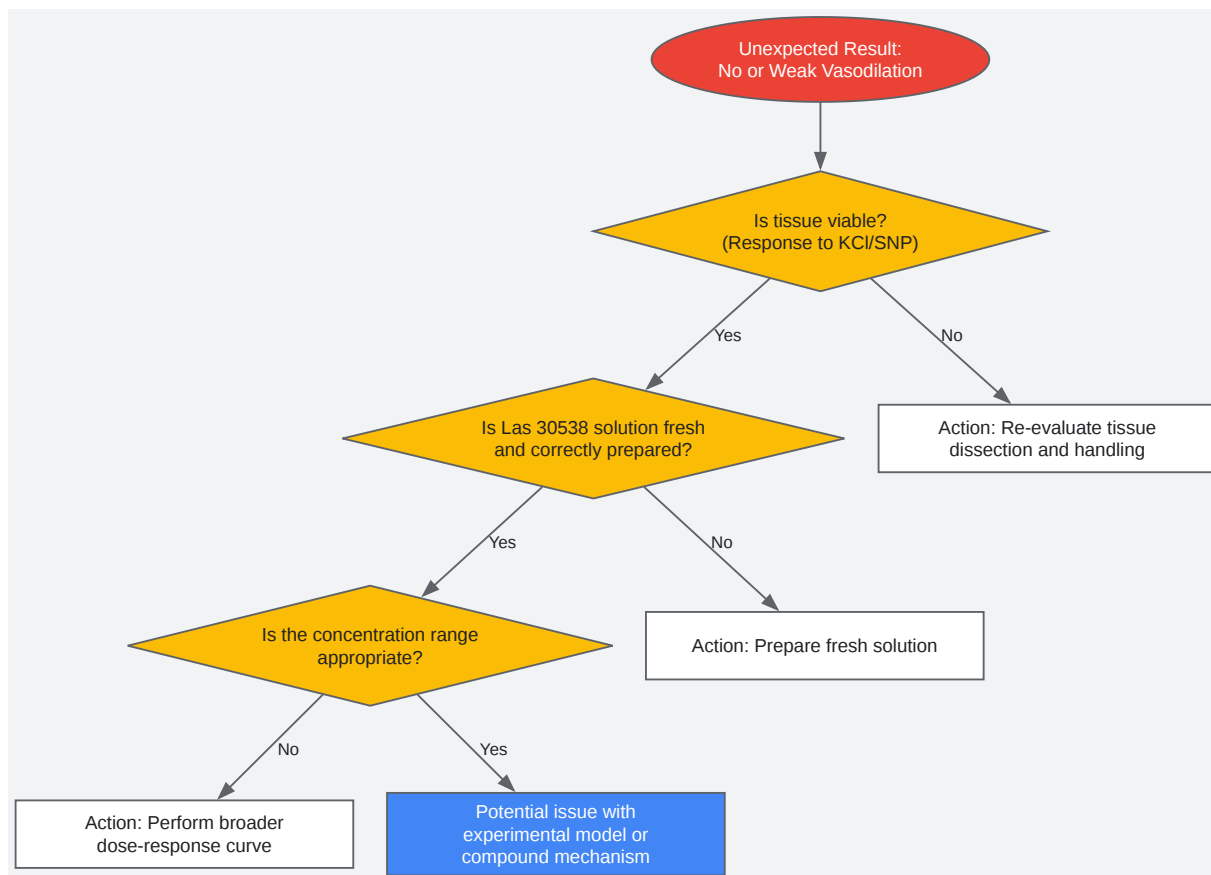 Unexpected Result:
No or Weak Vasodilation
Is tissue viable?
(Response to KCl/SNP)
Yes
No
Is Las 30538 solution fresh
and correctly prepared?
Action: Re-evaluate tissue
dissection and handling
Yes
No
Is the concentration range
appropriate?
Action: Prepare fresh solution
No
Yes
Action: Perform broader
dose-response curve
Potential issue with
experimental model or
compound mechanism